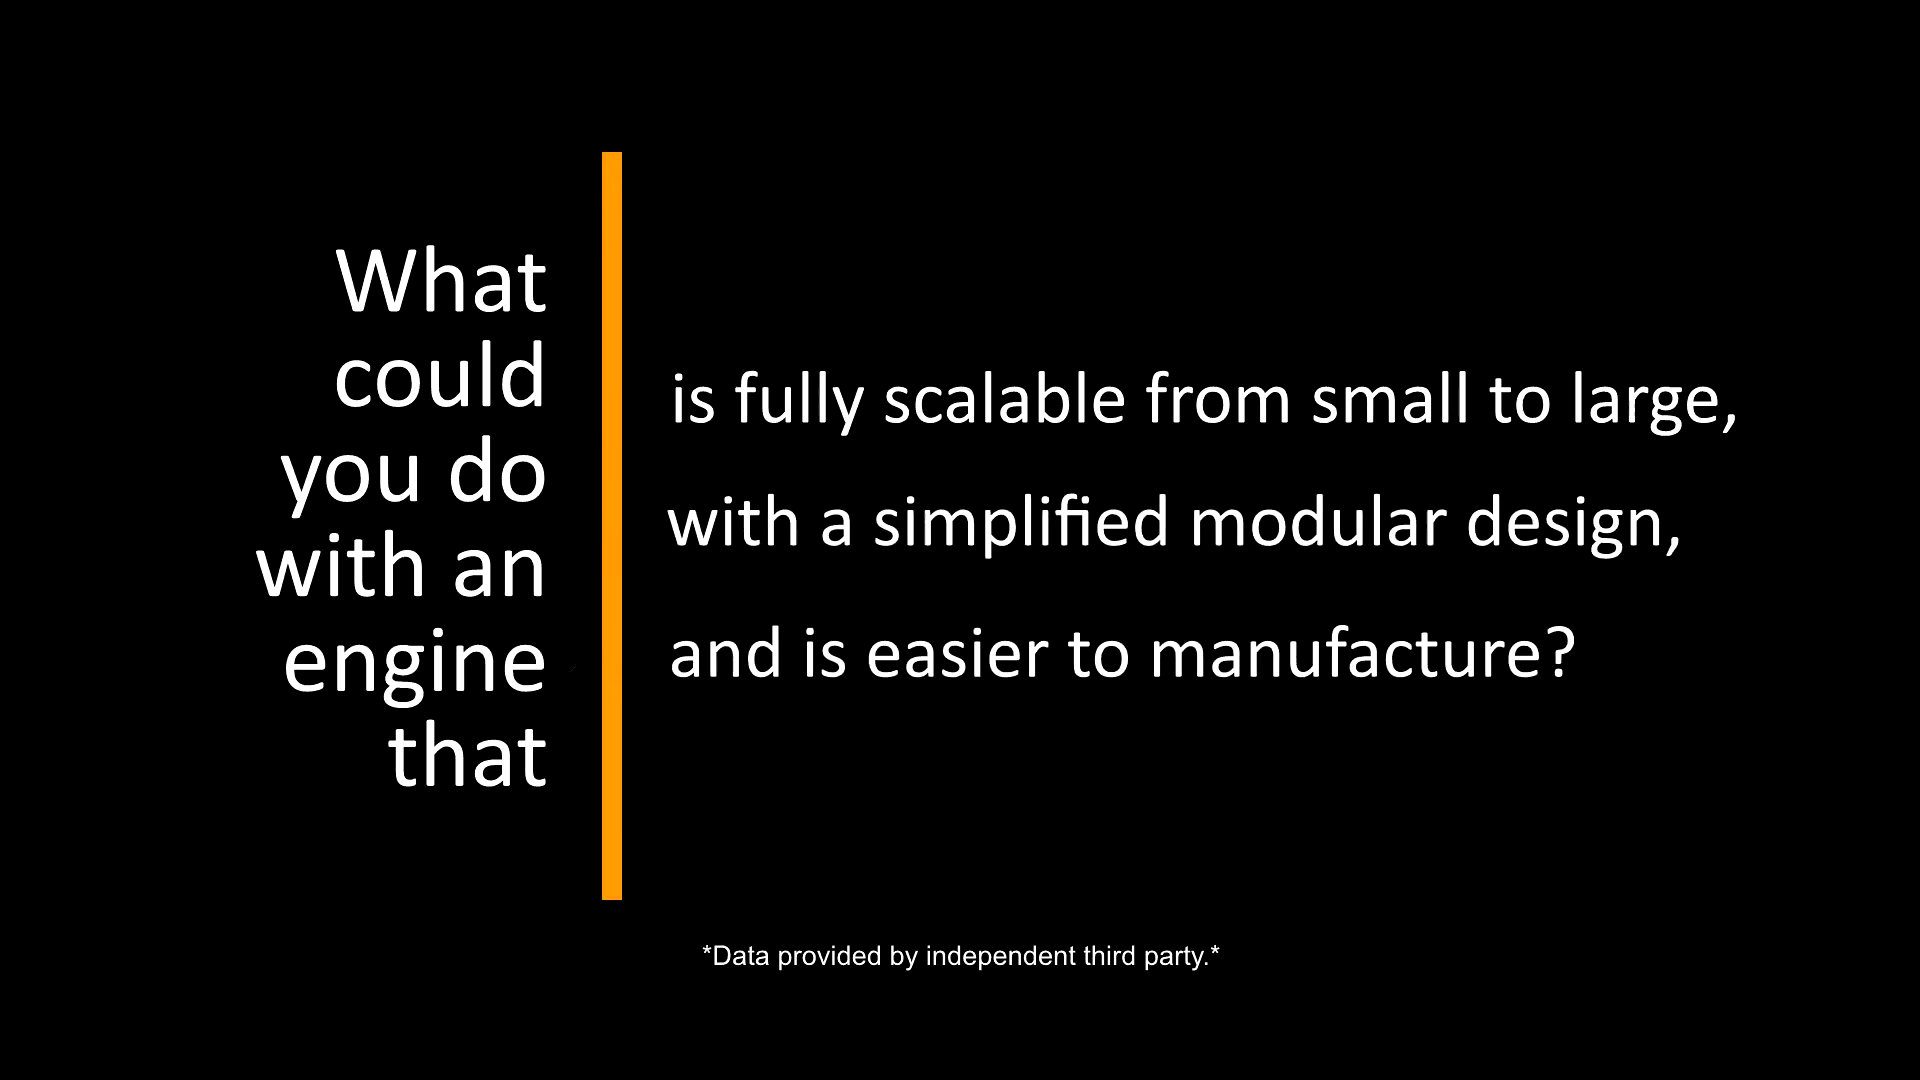 What
could
you do
with an
engine
that
is fully scalable from small to large,
with a simplified modular design,
and is easier to manufacture?
*Data provided by independent third party.*